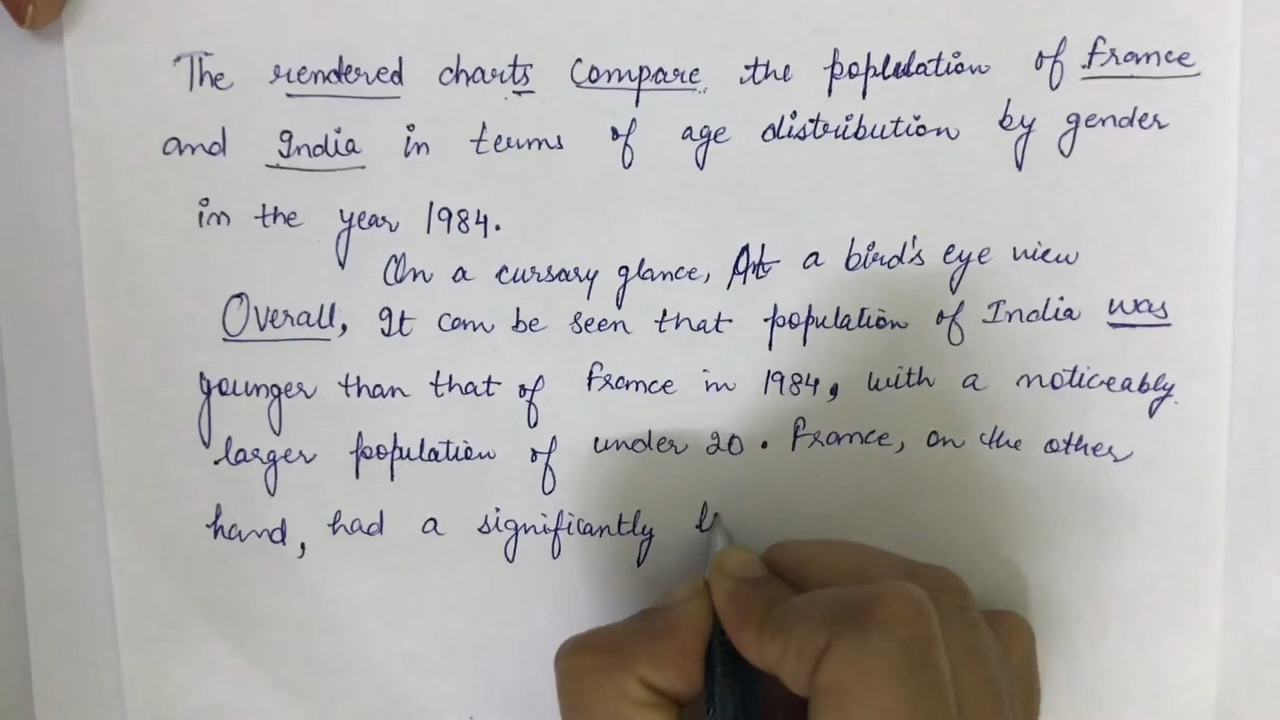 The rendered charts compare the poplulation of France
and India in terms of age distribution by gender
in the year 1984.
On a cursary glance, At a bird's eye view
Overall, It can be seen that population of India was
younger than that of France in 1984, with a noticeably
larger population of under 20. France, on the other
hand, had a significantly